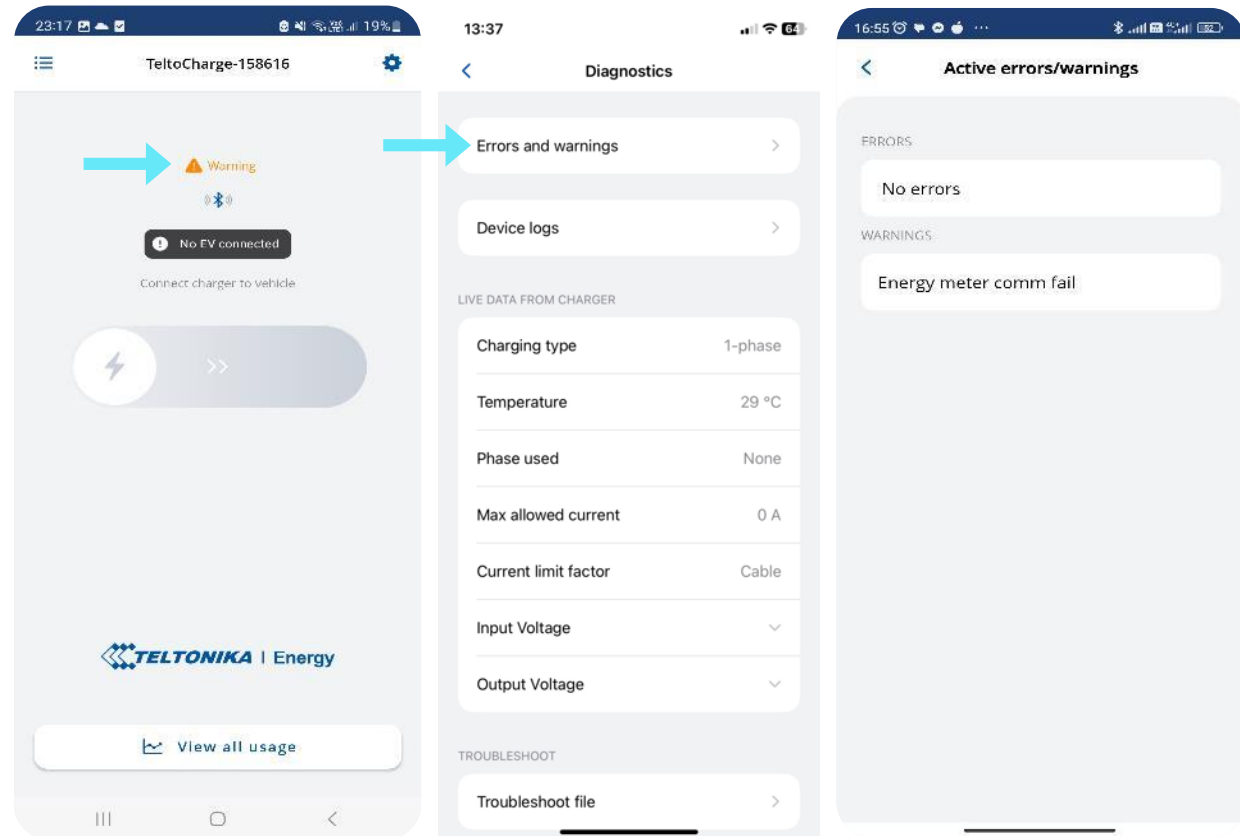 23:17
19%
TeltoCharge-158616
Warning
No EV connected
Connect charger to vehicle
TELTONIKA | Energy
View all usage
13:37
64
Diagnostics
Errors and warnings
Device logs
LIVE DATA FROM CHARGER
Charging type 1-phase
Temperature 29 °C
Phase used None
Max allowed current 0 A
Current limit factor Cable
Input Voltage
Output Voltage
TROUBLESHOOT
Troubleshoot file
16:55
Active errors/warnings
ERRORS
No errors
WARNINGS
Energy meter comm fail